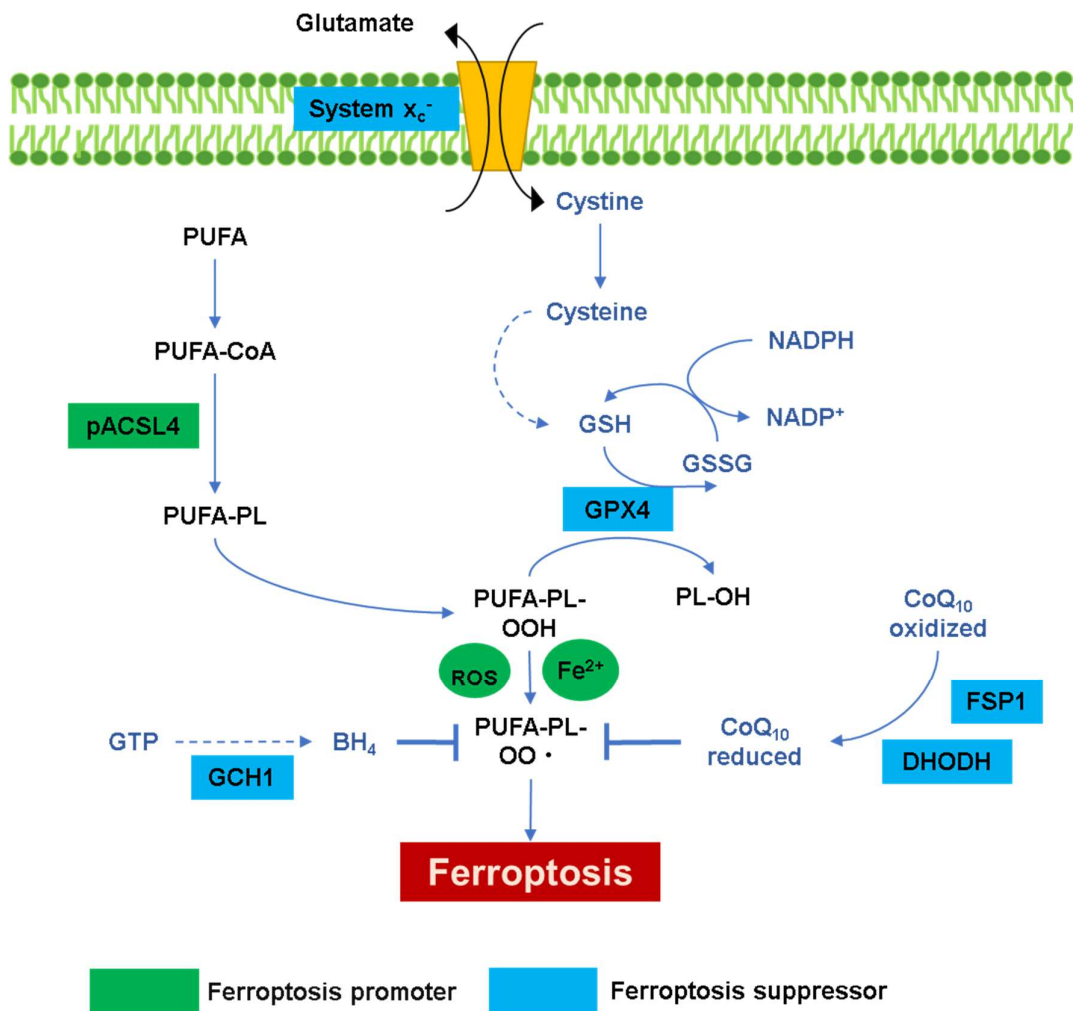 Glutamate
System xc-
Cystine
PUFA
Cysteine
PUFA-CoA
NADPH
pACSL4
GSH
NADP+
GSSG
PUFA-PL
GPX4
PUFA-PL-
OOH
PL-OH
CoQ10
oxidized
ROS
Fe2+
FSP1
GTP
BH4
PUFA-PL-
OO •
CoQ10
reduced
DHODH
GCH1
Ferroptosis
Ferroptosis promoter
Ferroptosis suppressor